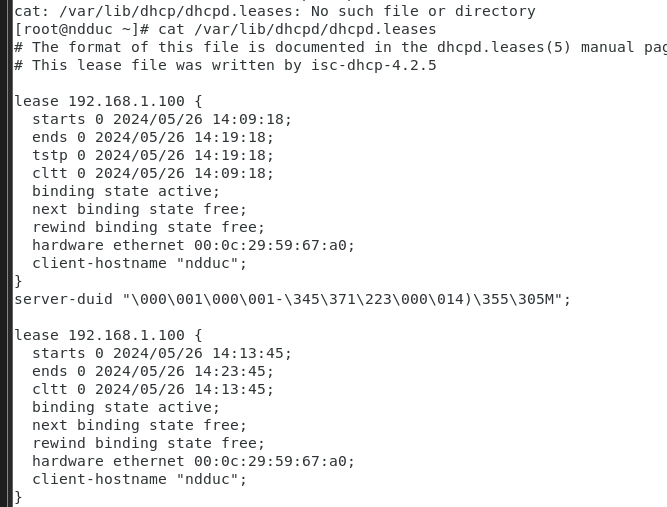 cat: /var/lib/dhcp/dhcpd.leases: No such file or directory
[root@ndduc ~]# cat /var/lib/dhcpd/dhcpd.leases
# The format of this file is documented in the dhcpd.leases(5) manual pag
# This lease file was written by isc-dhcp-4.2.5

lease 192.168.1.100 {
  starts 0 2024/05/26 14:09:18;
  ends 0 2024/05/26 14:19:18;
  tstp 0 2024/05/26 14:19:18;
  cltt 0 2024/05/26 14:09:18;
  binding state active;
  next binding state free;
  rewind binding state free;
  hardware ethernet 00:0c:29:59:67:a0;
  client-hostname "ndduc";
}
server-duid "\000\001\000\001-\345\371\223\000\014)\355\305M";

lease 192.168.1.100 {
  starts 0 2024/05/26 14:13:45;
  ends 0 2024/05/26 14:23:45;
  cltt 0 2024/05/26 14:13:45;
  binding state active;
  next binding state free;
  rewind binding state free;
  hardware ethernet 00:0c:29:59:67:a0;
  client-hostname "ndduc";
}